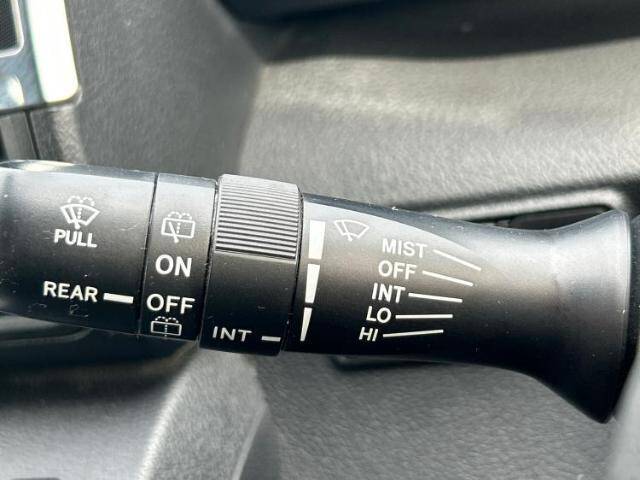 PULL
REAR
ON
OFF
INT
MIST
OFF
INT
LO
HI